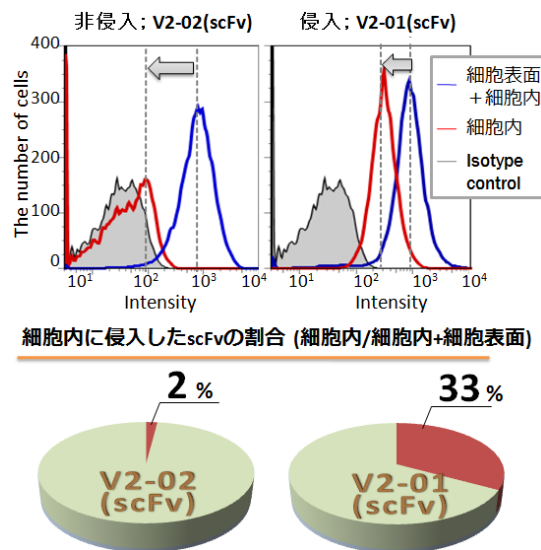 非侵入; V2-02(scFv)
侵入; V2-01(scFv)
The number of cells
400
300
200
100
0
10¹ 10² 10³ 10⁴
Intensity
10¹ 10² 10³ 10⁴
Intensity
細胞表面
+細胞内
細胞内
Isotype
control
細胞内に侵入したscFvの割合 (細胞内/細胞内+細胞表面)
2 %
33 %
V2-02
(scFv)
V2-01
(scFv)